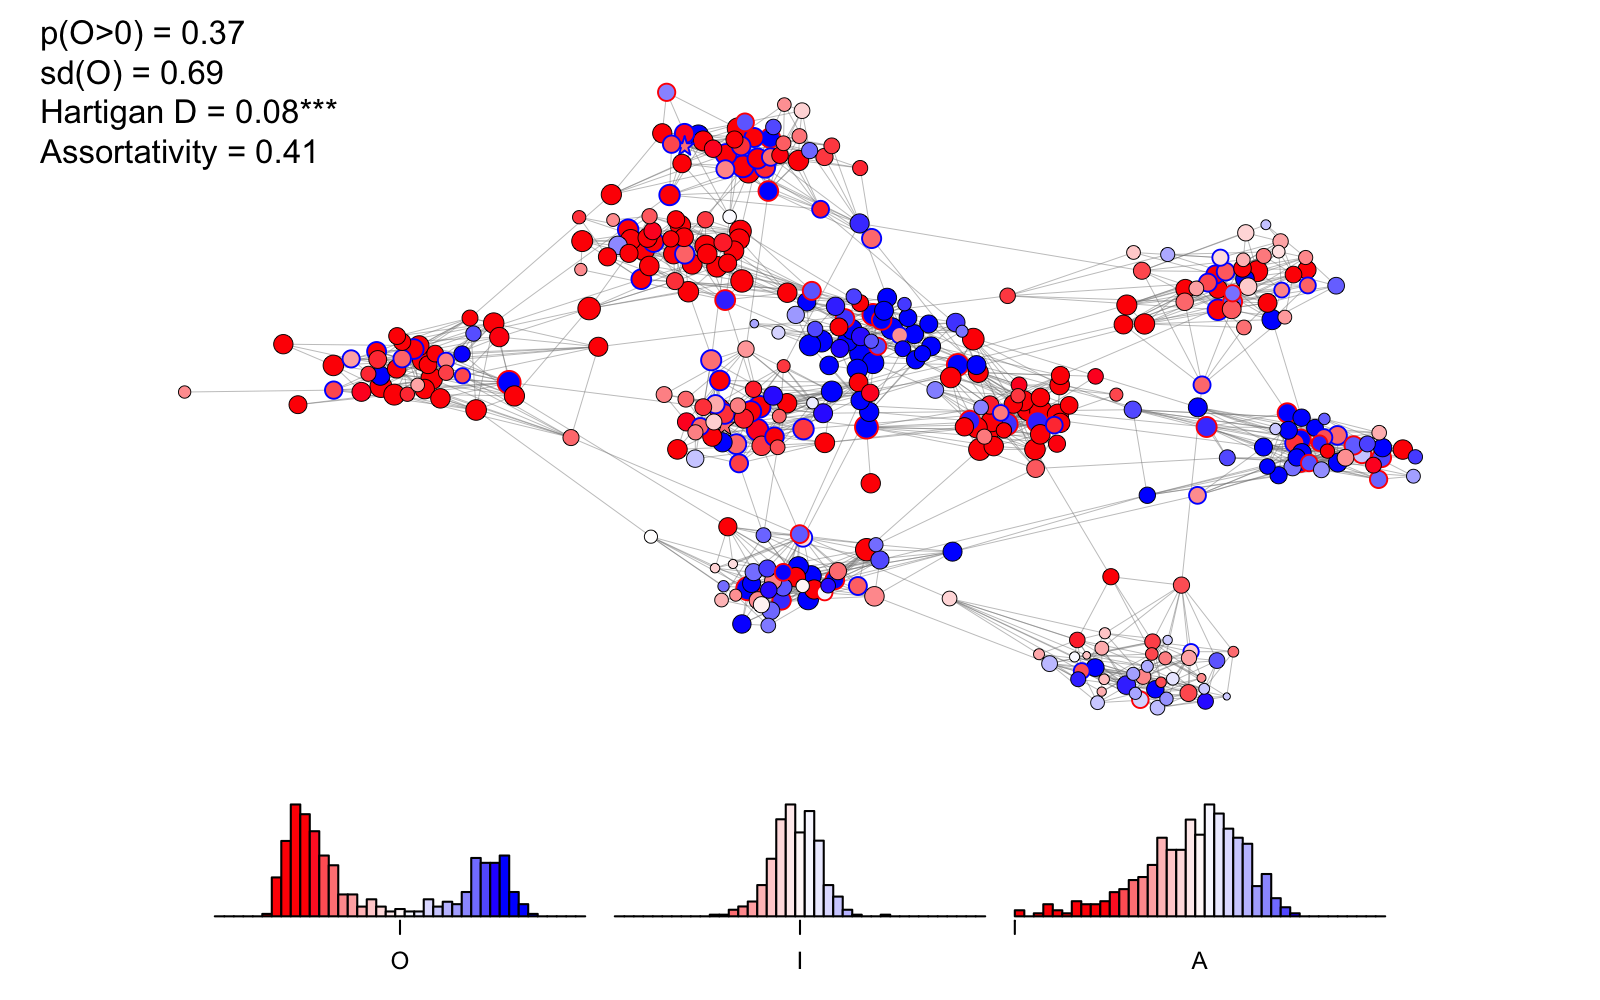 p(O>0) = 0.37
sd(O) = 0.69
Hartigan D = 0.08***
Assortativity = 0.41
O
I
A